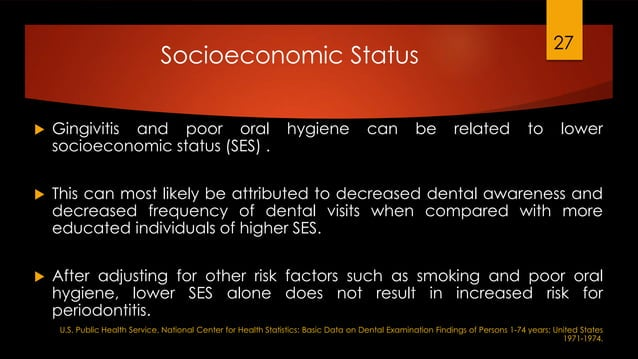 27
Socioeconomic Status
Gingivitis and poor oral hygiene can be related to lower
socioeconomic status (SES) .
This can most likely be attributed to decreased dental awareness and
decreased frequency of dental visits when compared with more
educated individuals of higher SES.
After adjusting for other risk factors such as smoking and poor oral
hygiene, lower SES alone does not result in increased risk for
periodontitis.
U.S. Public Health Service, National Center for Health Statistics: Basic Data on Dental Examination Findings of Persons 1-74 years; United States
1971-1974.